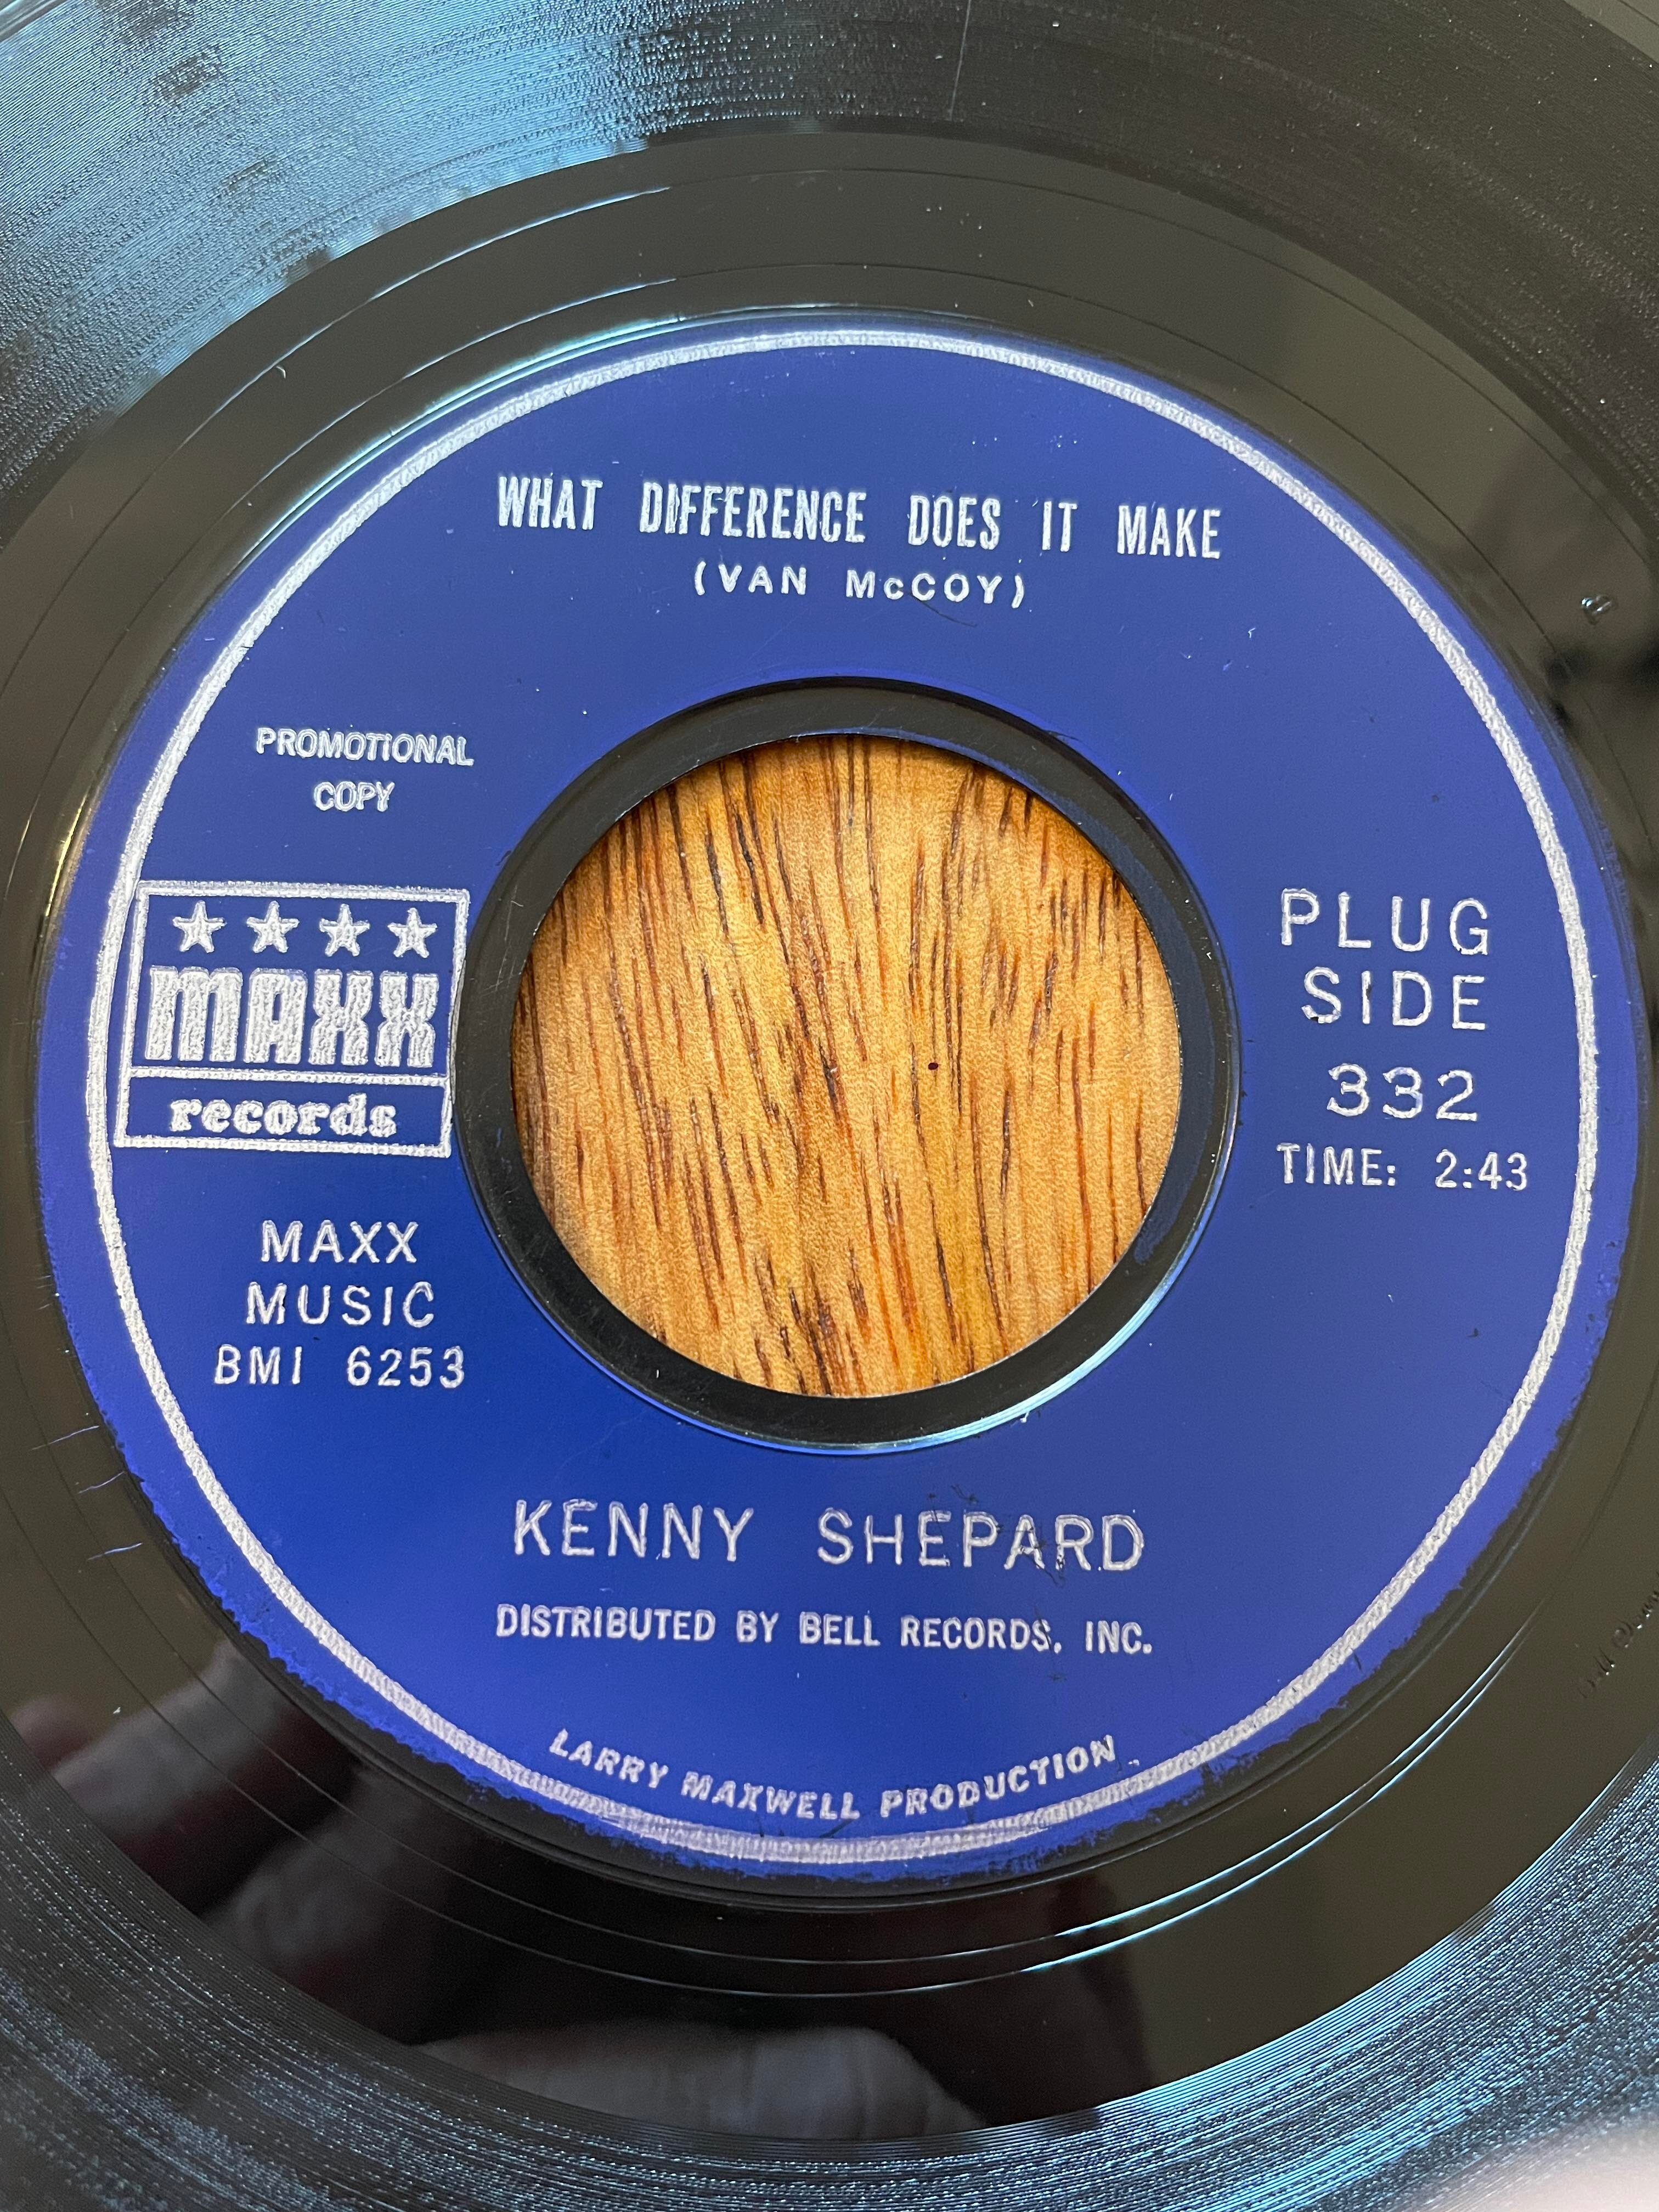 WHAT DIFFERENCE DOES IT MAKE
(VAN McCOY)
PROMOTIONAL
COPY
MAXX
records
MAXX
MUSIC
BMI 6253
PLUG
SIDE
332
TIME: 2:43
KENNY SHEPARD
DISTRIBUTED BY BELL RECORDS, INC.
LARRY MAXWELL PRODUCTION